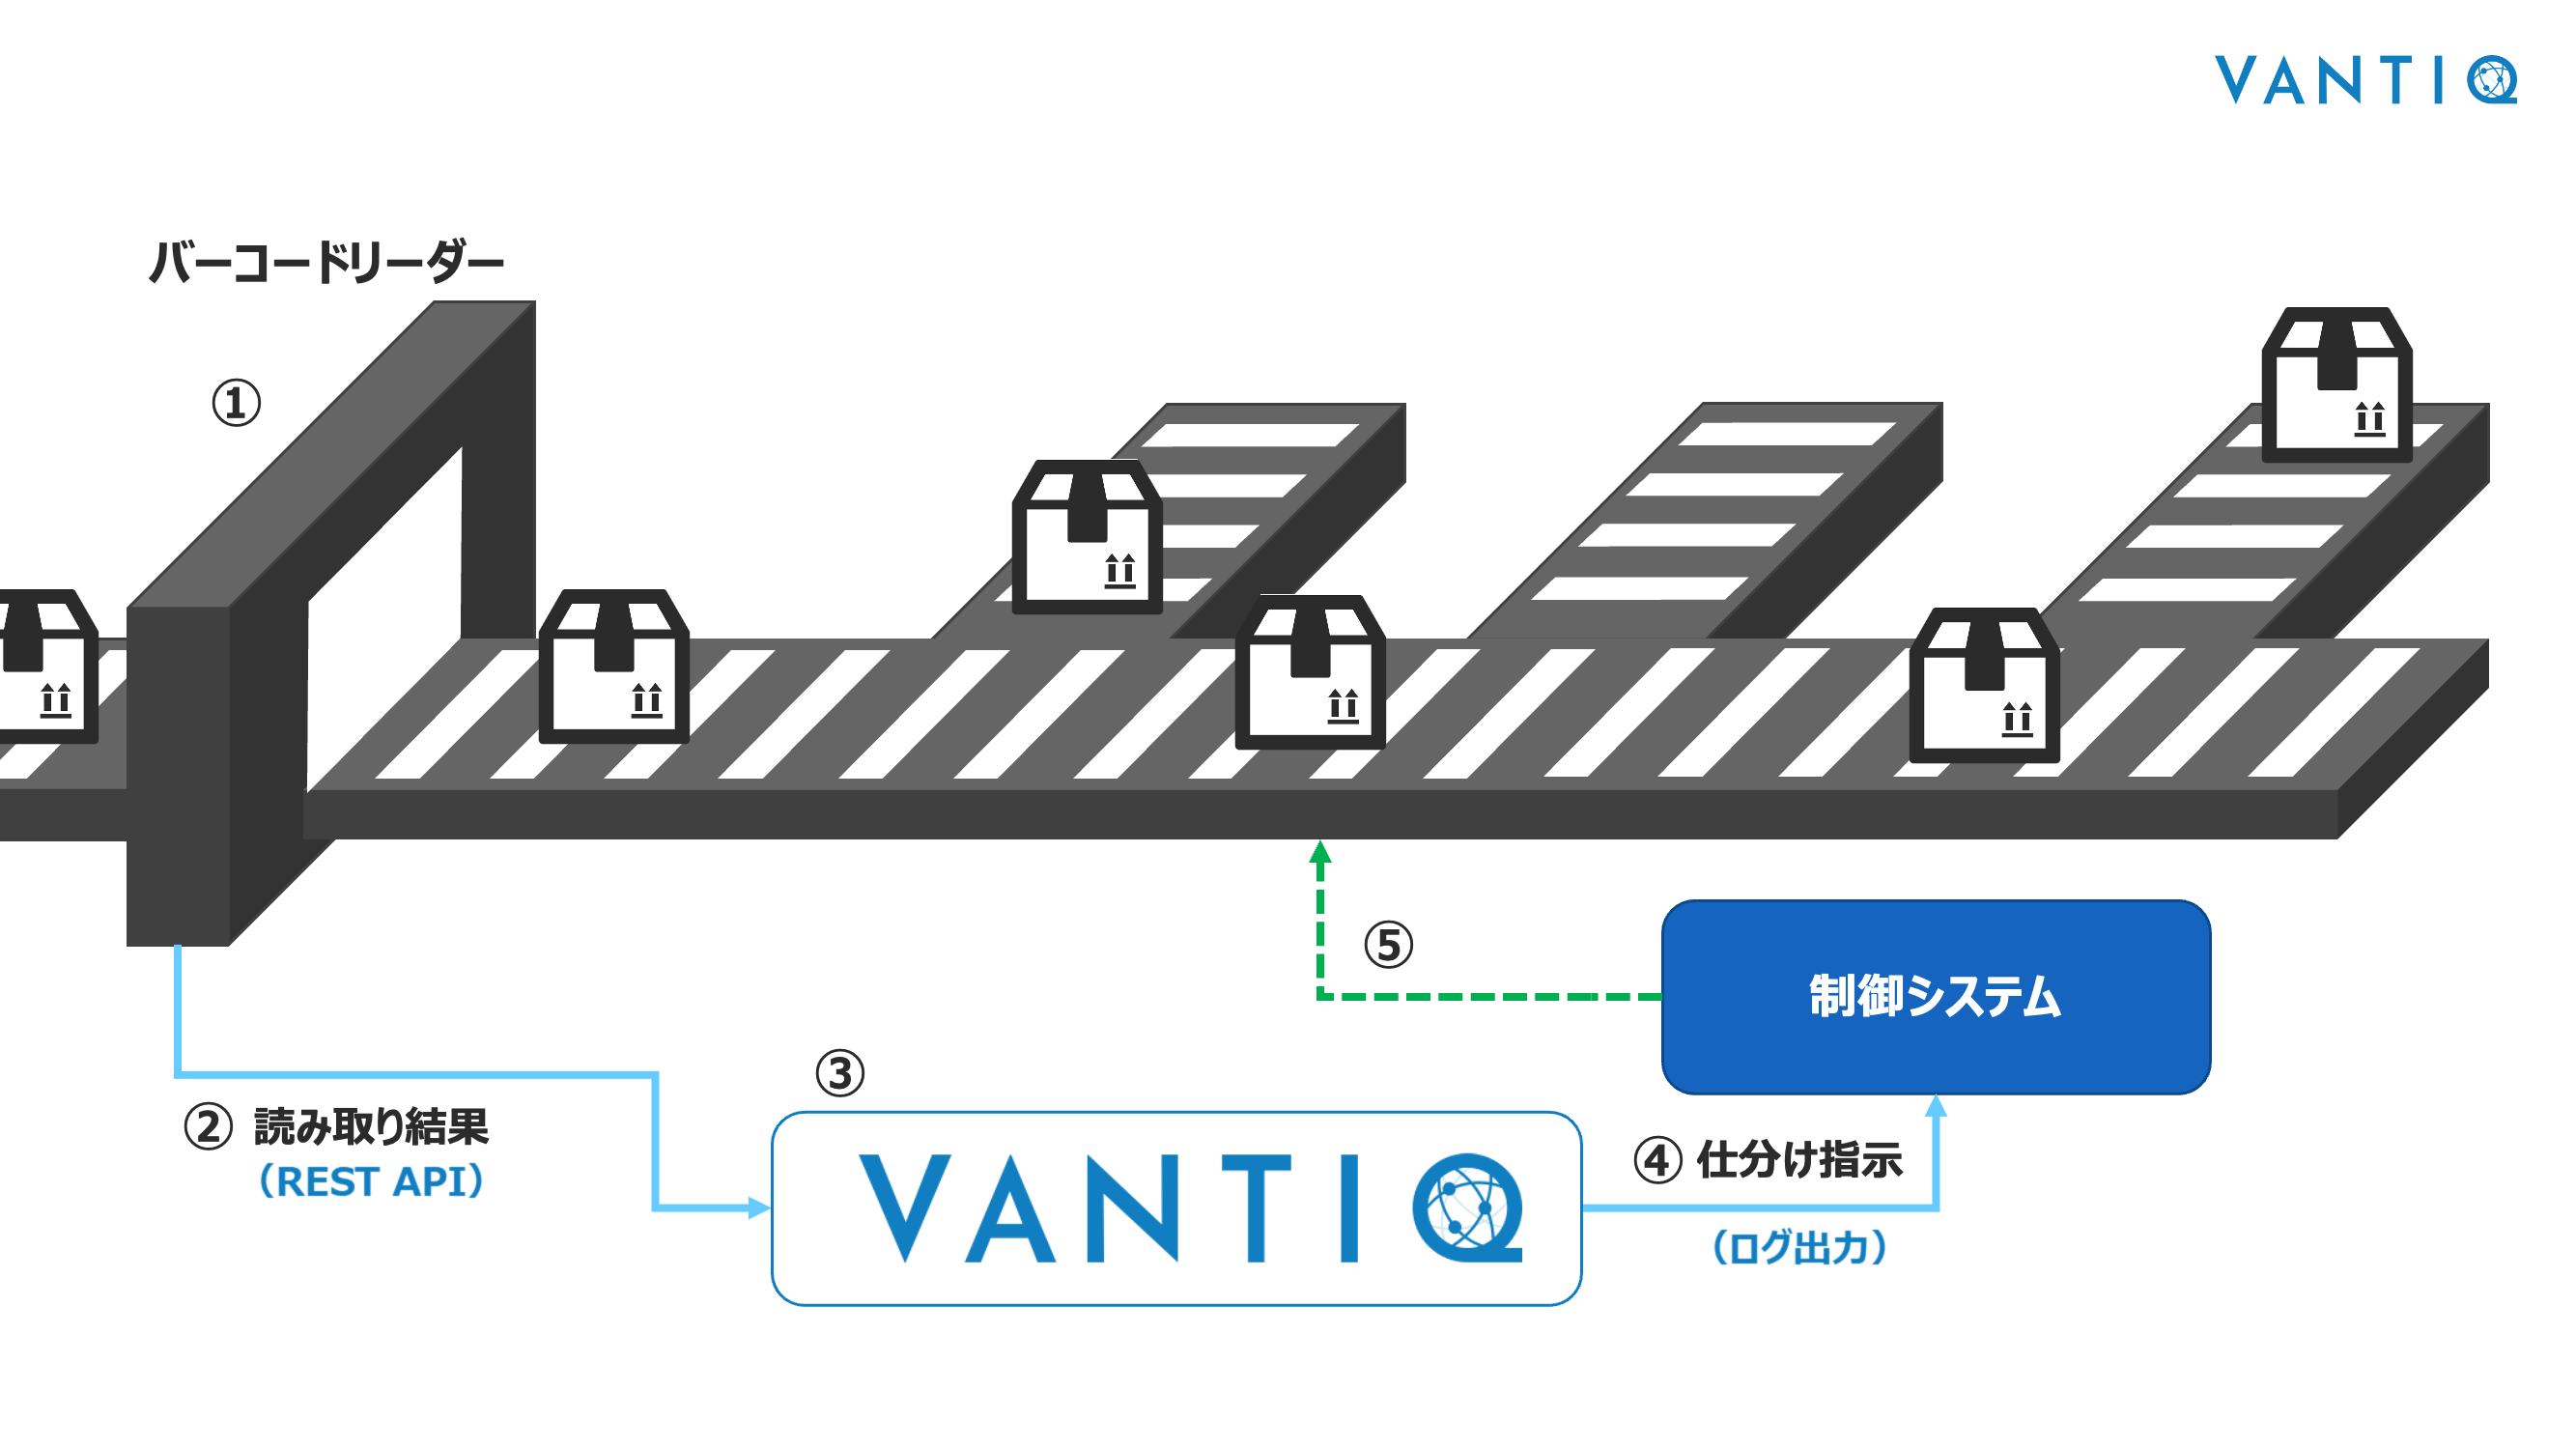 VANTIQ
バーコードリーダー
①
⑤
制御システム
③
② 読み取り結果
（REST API）
VANTIQ
④ 仕分け指示
（ログ出力）